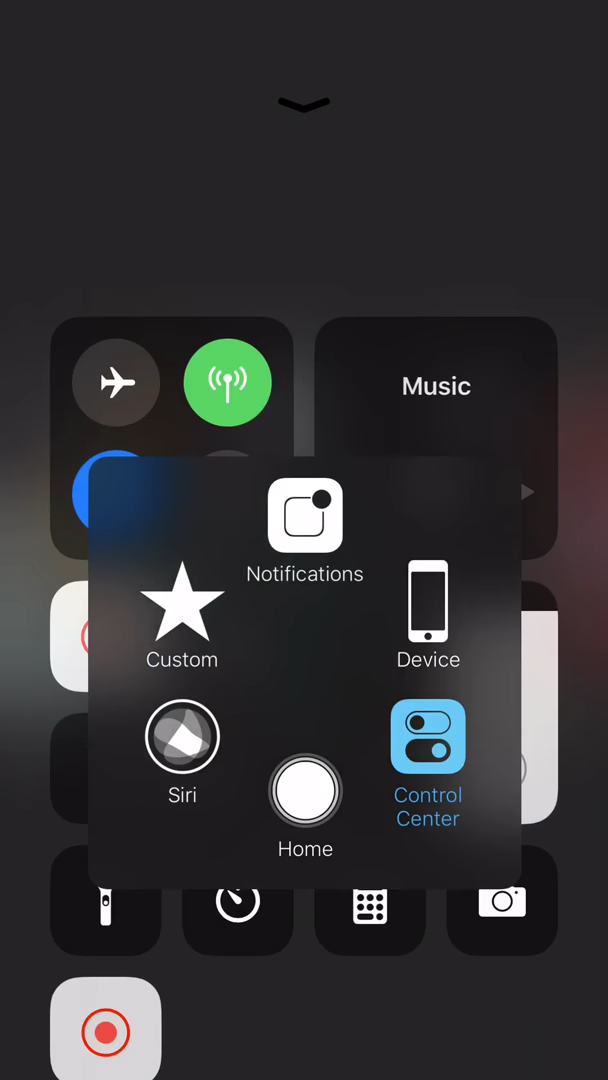 Music
Notifications
Custom
Device
Siri
Control
Center
Home